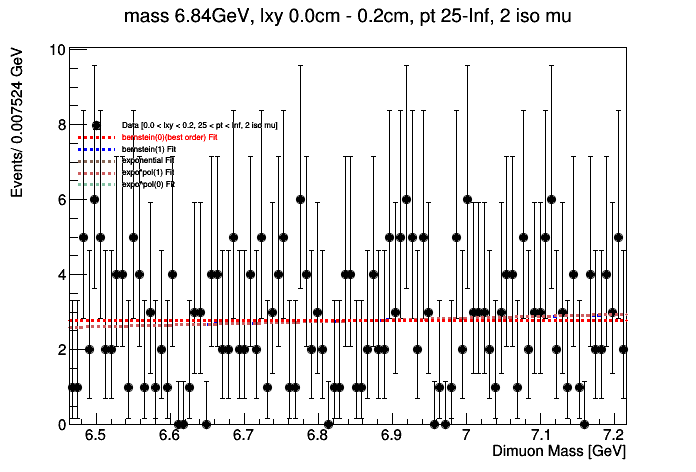 mass 6.84GeV, lxy 0.0cm - 0.2cm, pt 25-Inf, 2 iso mu
Events/ 0.007524 GeV
10
8
6
4
2
0
Data [0.0 < lxy < 0.2, 25 < pt < Inf, 2 iso mu]
bernstein(0)(best order) Fit
bernstein(1) Fit
exponential Fit
expo*pol(1) Fit
expo*pol(0) Fit
6.5 6.6 6.7 6.8 6.9 7 7.1 7.2
Dimuon Mass [GeV]